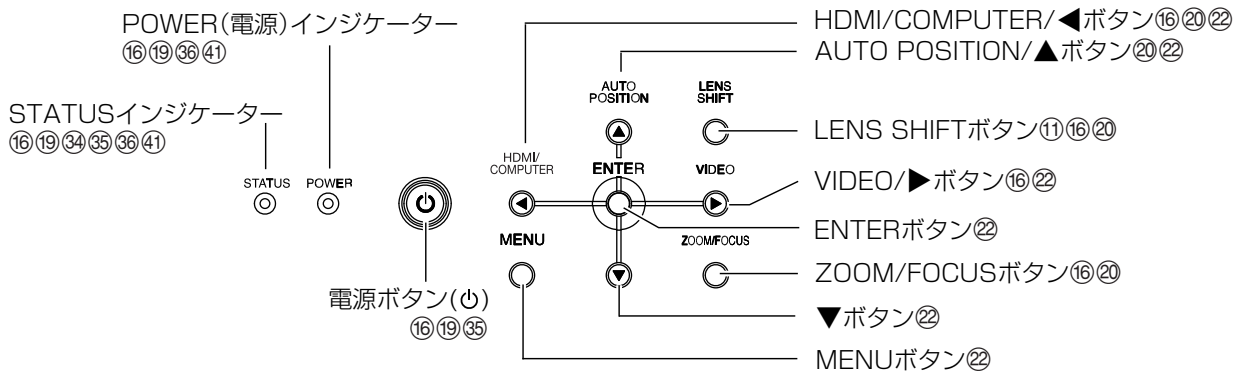 POWER(電源)インジケーター
⑯⑲㊱㊶
STATUSインジケーター
⑯⑲㉞㉟㊱㊶
STATUS
POWER
電源ボタン(⏻)
⑯⑲㉟
AUTO
POSITION
LENS
SHIFT
HDMI/
COMPUTER
ENTER
VIDEO
MENU
ZOOM/FOCUS
HDMI/COMPUTER/◀ボタン⑯⑳㉒
AUTO POSITION/▲ボタン⑳㉒
LENS SHIFTボタン⑪⑯⑳
VIDEO/▶ボタン⑯㉒
ENTERボタン㉒
ZOOM/FOCUSボタン⑯⑳
▼ボタン㉒
MENUボタン㉒